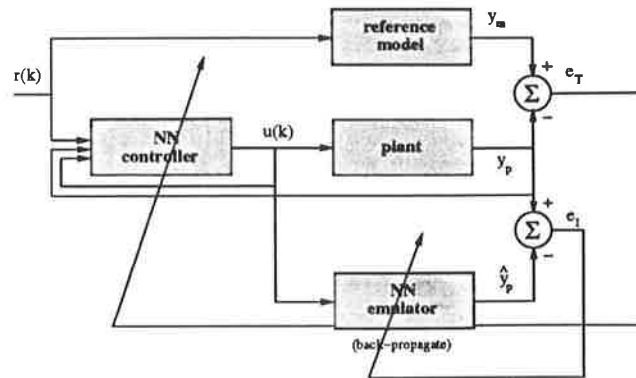 reference
model
y_m
+
r(k)
e_T
Σ
−
NN
controller
u(k)
plant
y_p
+
e_I
Σ
−
ŷ_p
NN
emulator
(back-propagate)